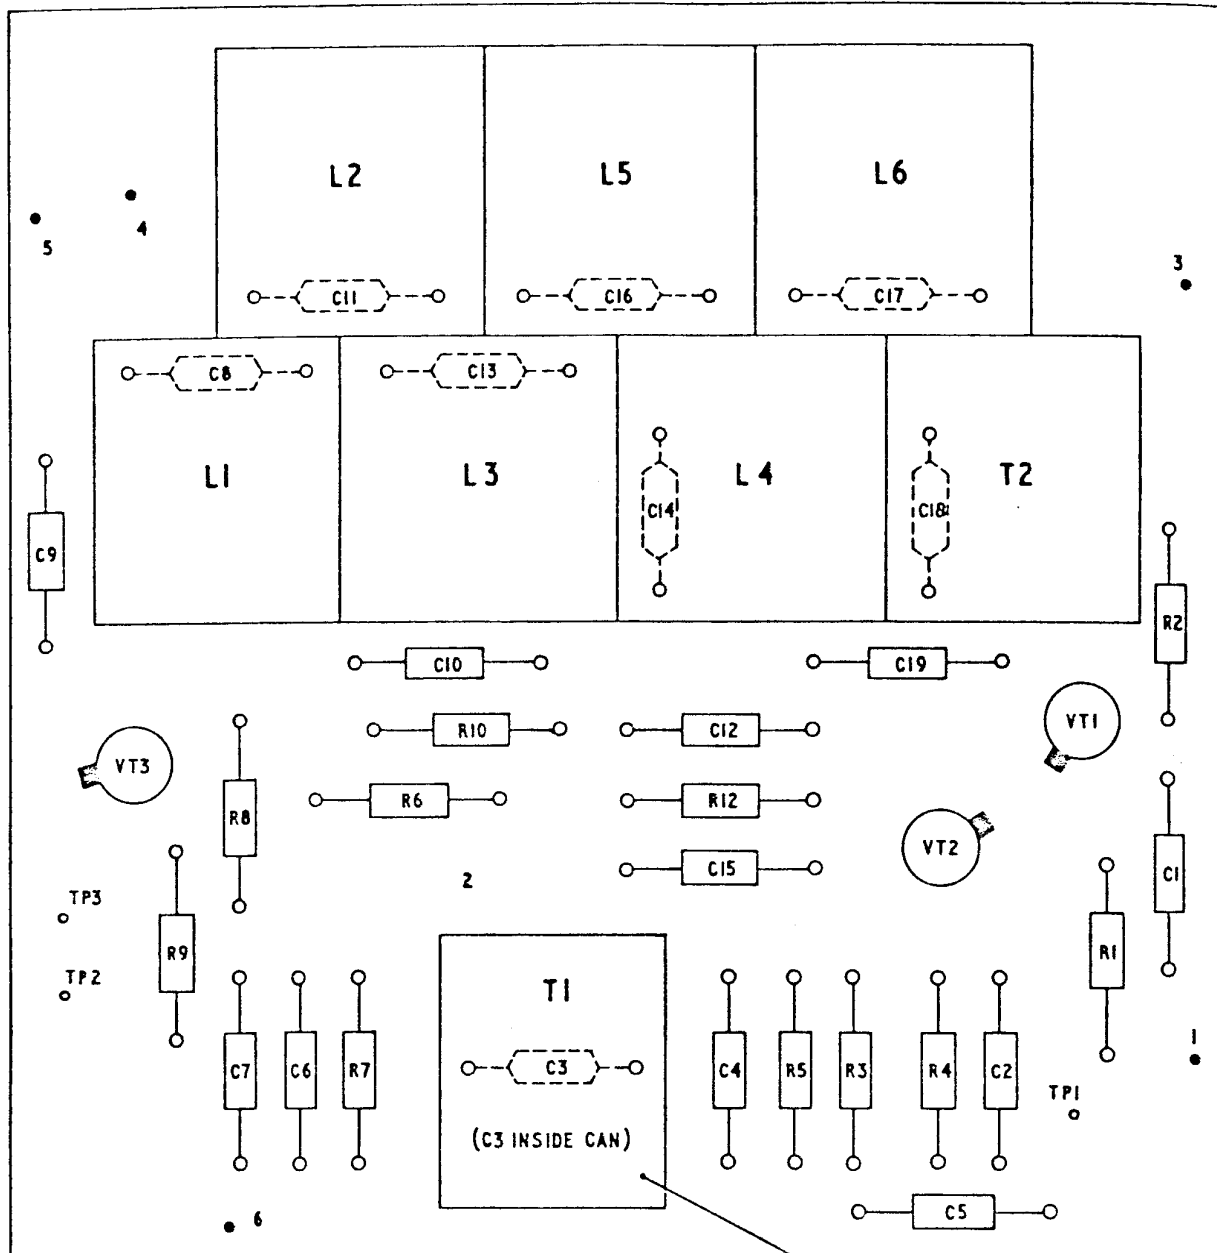 L2 L5 L6
4
5
3
C11 C16 C17
C8 C13
L1 L3 L4 T2
C14 C18
C9
R2
C10 C19
VT1
R10 C12
VT3
R6 R12
R8
VT2
C15
C1
2
TP3
R9 R1
TP2
T1
1
C7 C6 R7 C3 C4 R5 R3 R4 C2
TP1
(C3 INSIDE CAN)
C5
6